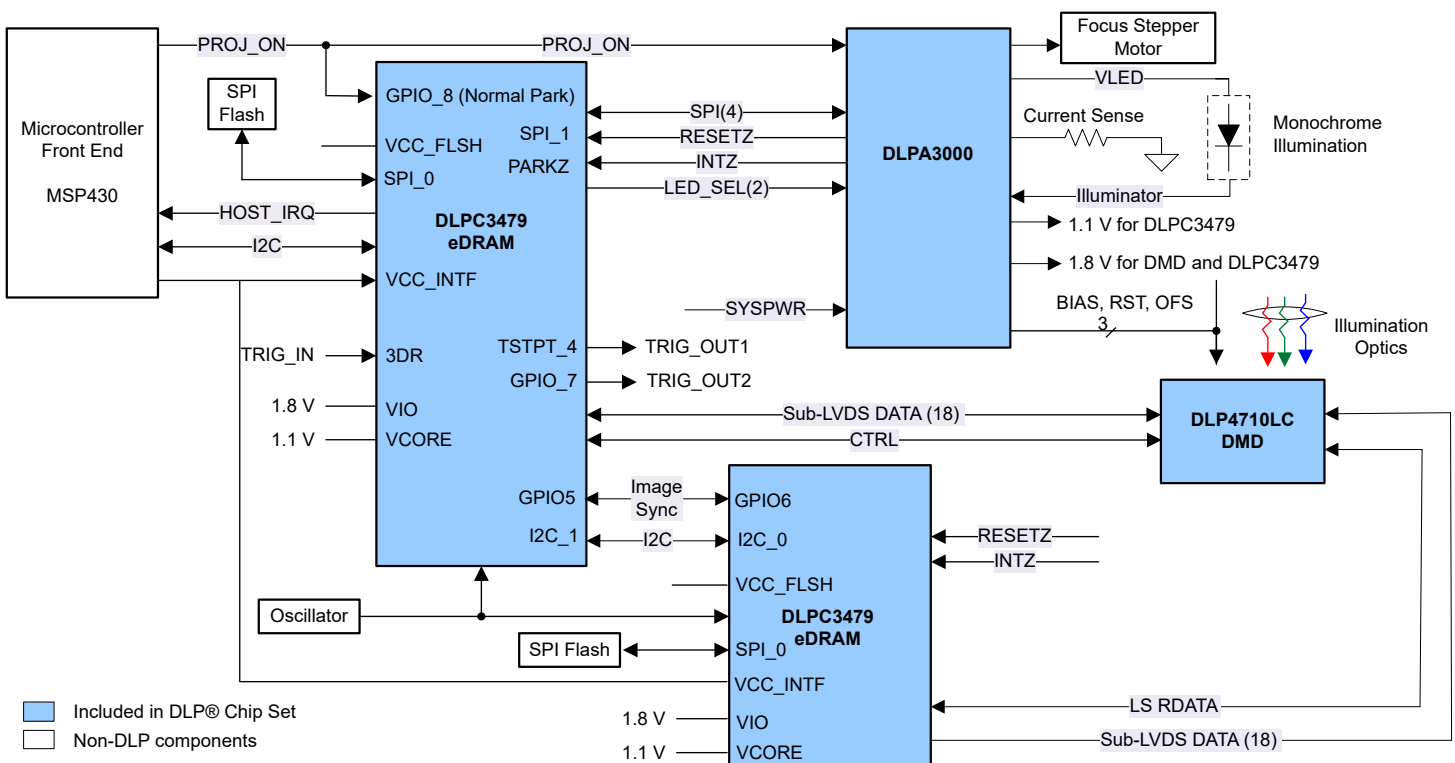 Microcontroller
Front End
MSP430
PROJ_ON
PROJ_ON
SPI
Flash
HOST_IRQ
I2C
TRIG_IN
1.8 V
1.1 V
GPIO_8 (Normal Park)
VCC_FLSH
SPI_0
SPI_1
PARKZ
DLPC3479
eDRAM
VCC_INTF
3DR
TSTPT_4
GPIO_7
VIO
VCORE
GPIO5
I2C_1
SPI(4)
RESETZ
INTZ
LED_SEL(2)
SYSPWR
TRIG_OUT1
TRIG_OUT2
DLPA3000
Focus Stepper
Motor
VLED
Current Sense
Monochrome
Illumination
Illuminator
1.1 V for DLPC3479
1.8 V for DMD and DLPC3479
BIAS, RST, OFS
3
Illumination
Optics
Sub-LVDS DATA (18)
CTRL
DLP4710LC
DMD
Image
Sync
I2C
GPIO6
I2C_0
VCC_FLSH
DLPC3479
eDRAM
SPI_0
VCC_INTF
VIO
VCORE
RESETZ
INTZ
Oscillator
SPI Flash
1.8 V
1.1 V
LS RDATA
Sub-LVDS DATA (18)
Included in DLP® Chip Set
Non-DLP components